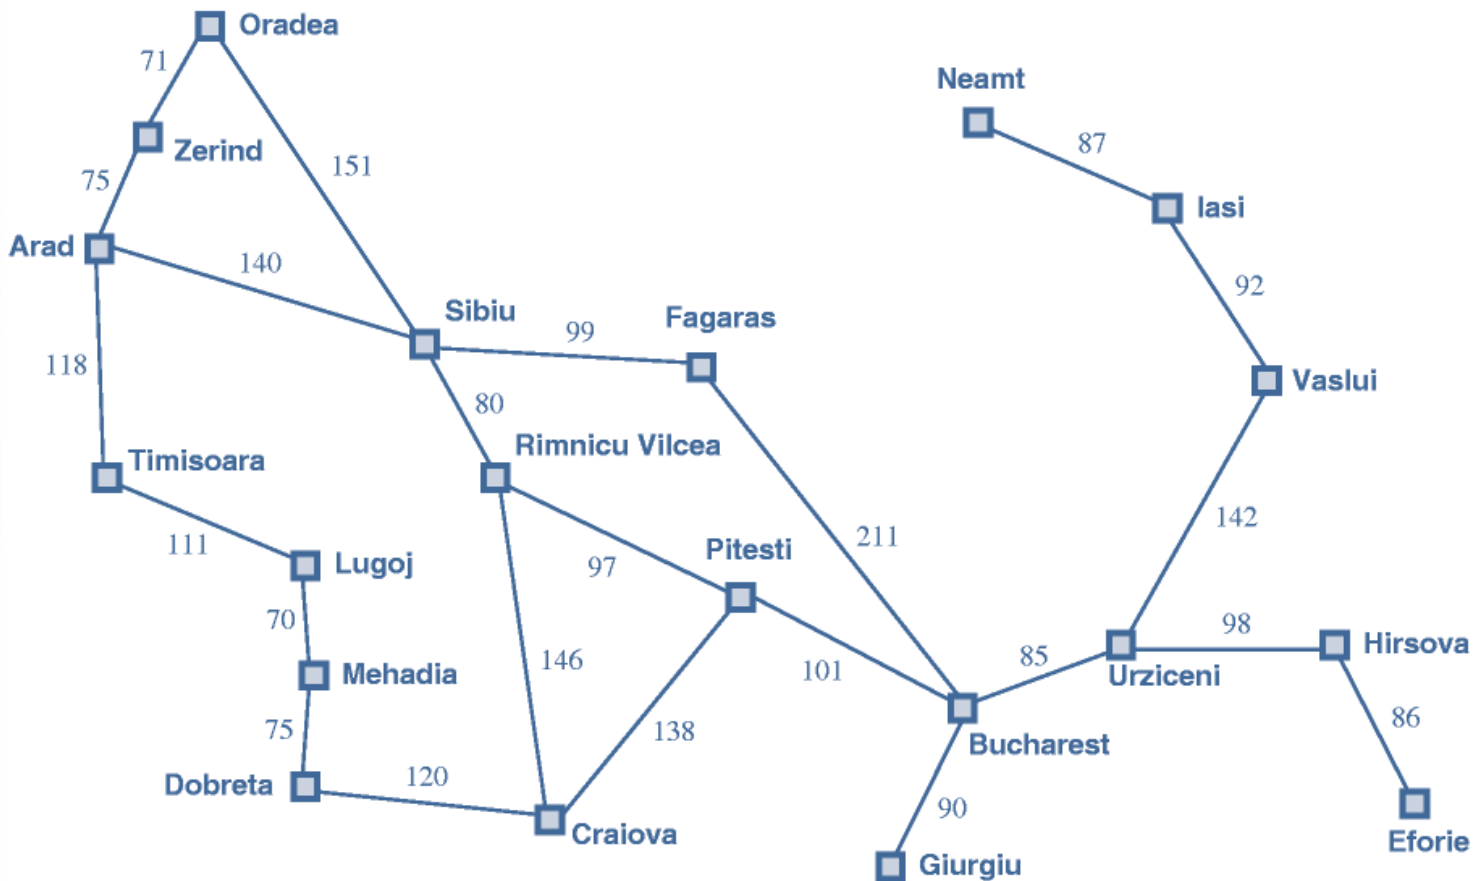 Oradea
71
Neamt
Zerind
87
151
75
Iasi
Arad
140
92
Sibiu
Fagaras
99
118
Vaslui
80
Rimnicu Vilcea
Timisoara
142
211
111
Pitesti
Lugoj
97
70
98
Hirsova
146
85
101
Urziceni
Mehadia
86
75
138
Bucharest
120
Dobreta
90
Craiova
Eforie
Giurgiu